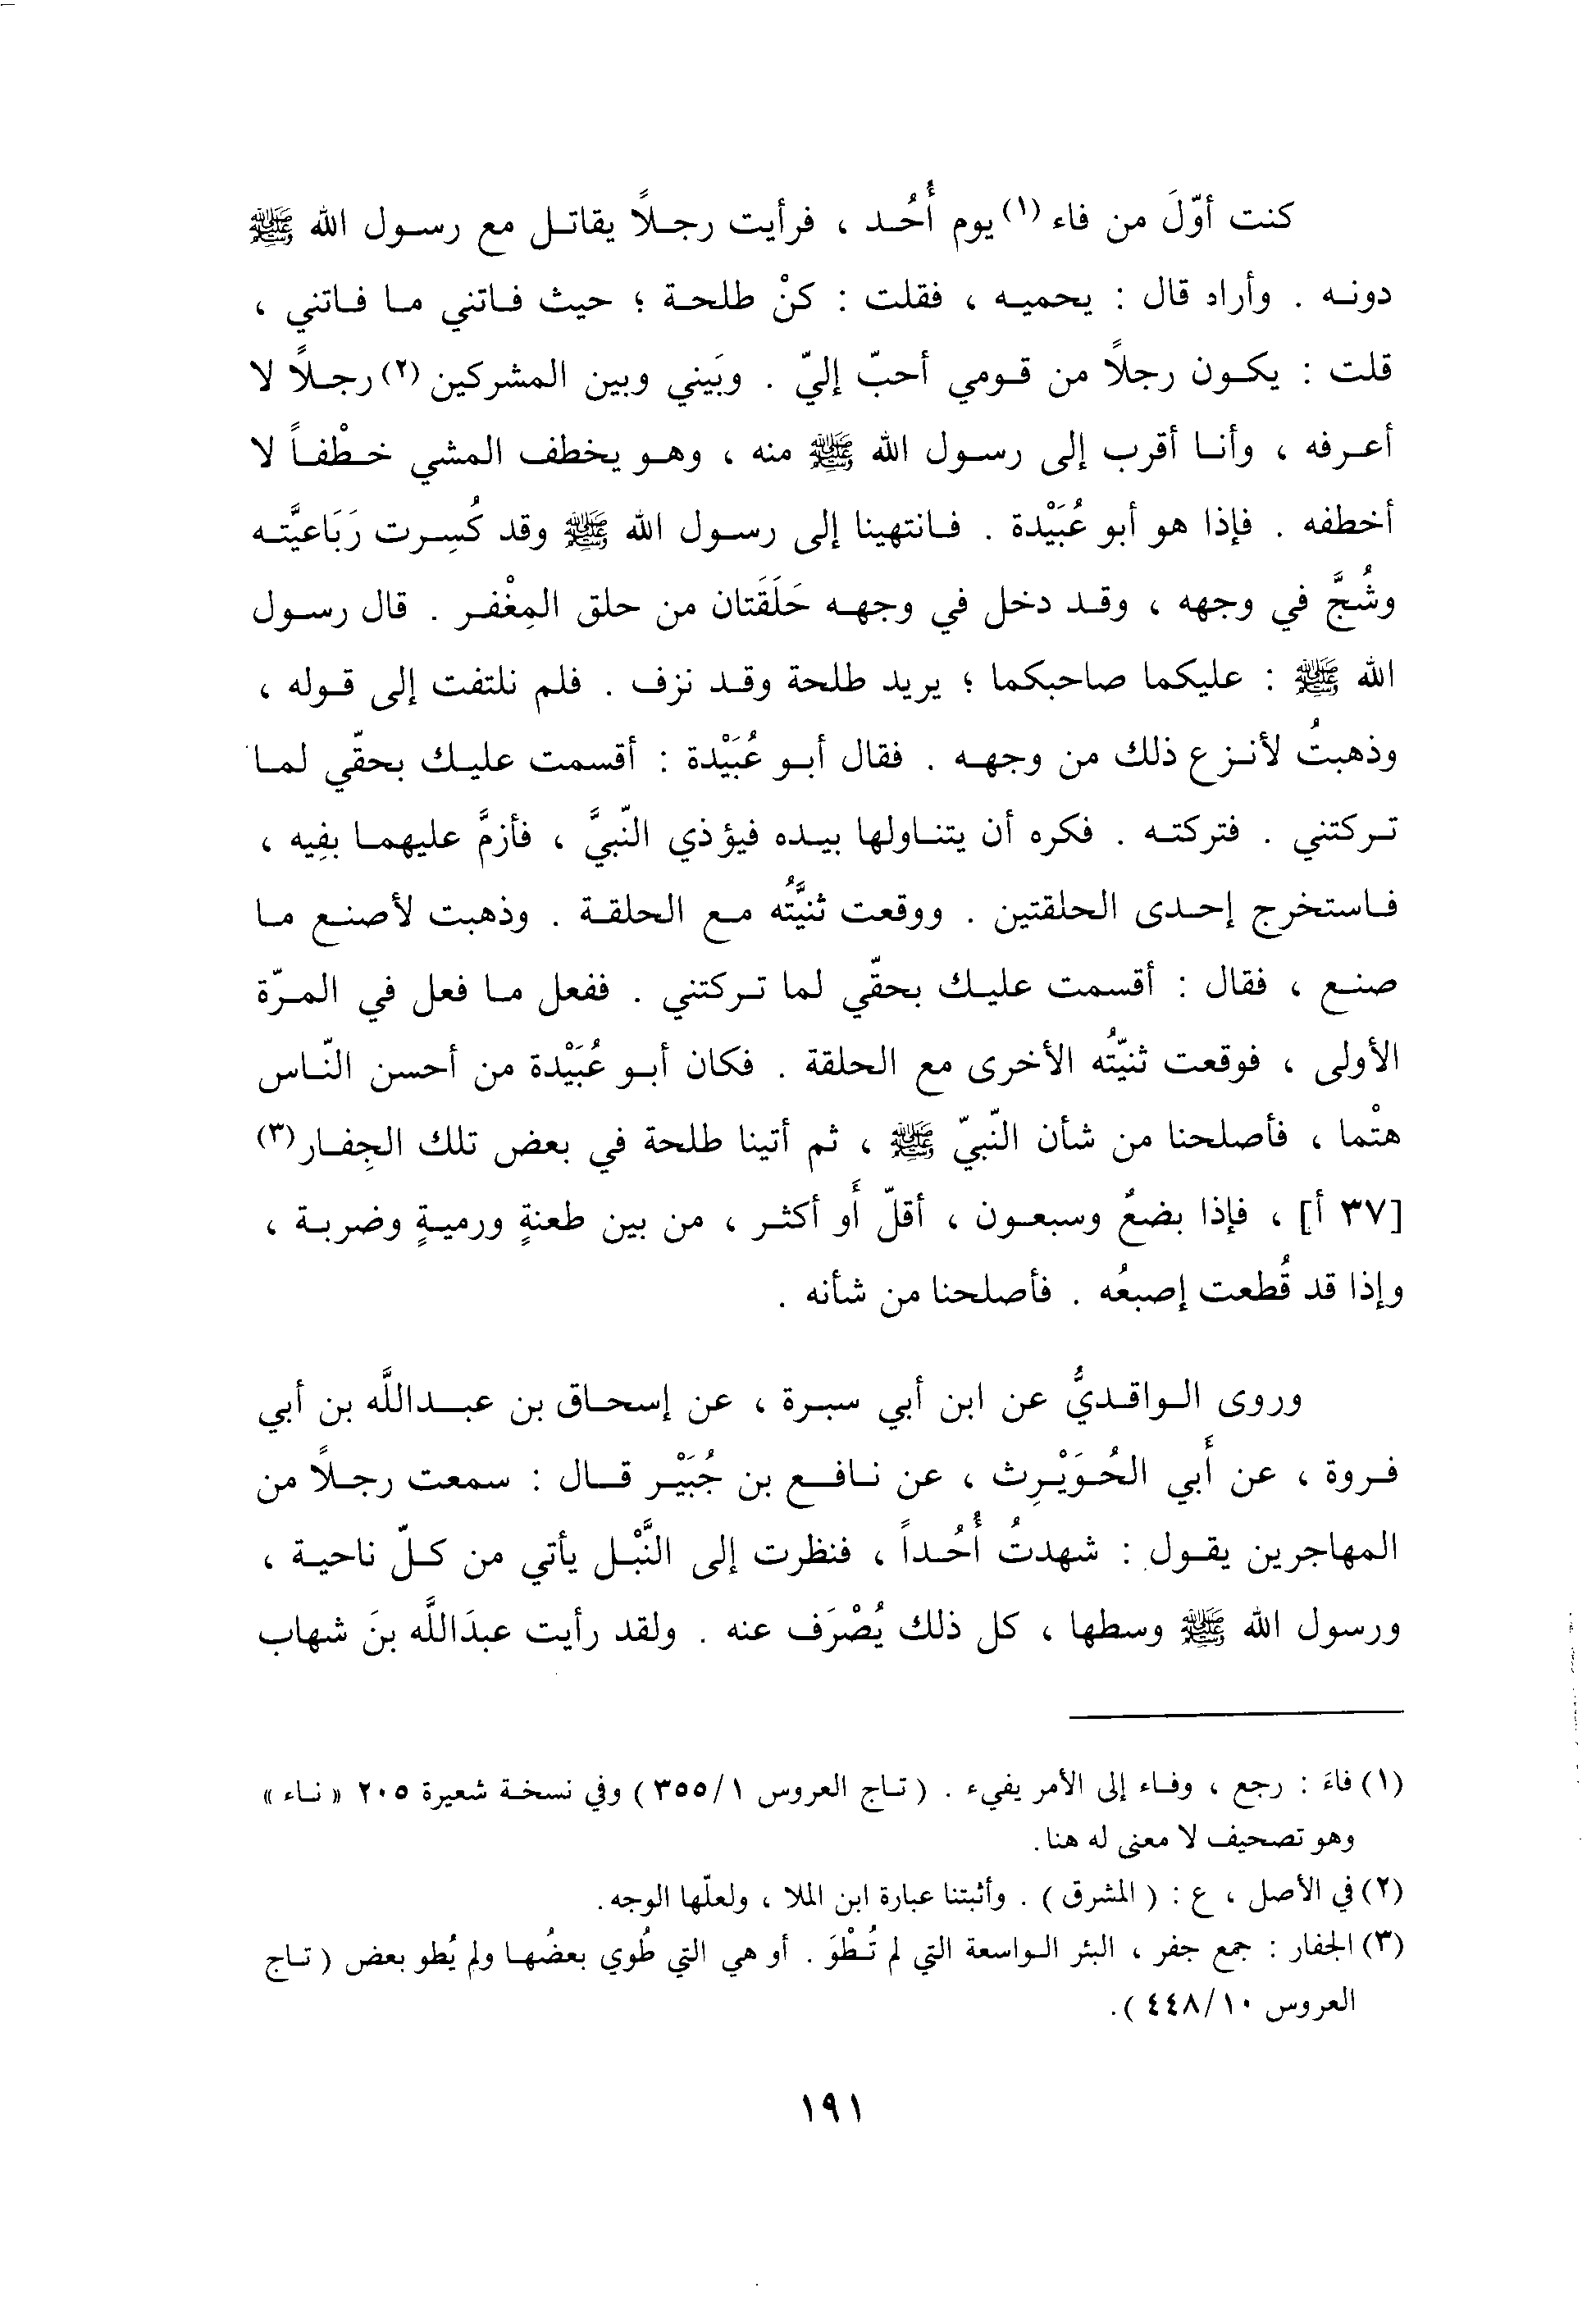 كنت أوّلَ من فاء (١) يوم أُحُد ، فرأيت رجلاً يقاتل مع رسول الله ﷺ
دونه . وأراه قال : يحميه ، فقلت : كنْ طلحة ؛ حيث فاتني ما فاتني ،
قلت : يكون رجلاً من قومي أحبّ إليّ . وبَيني وبين المشركين (٢) رجلاً لا
أعرفه ، وأنا أقرب إلى رسول الله ﷺ منه ، وهو يخطف المشي خطْفاً لا
أخطفه . فإذا هو أبو عُبَيْدة . فانتهينا إلى رسول الله ﷺ وقد كُسِرت رَبَاعيَّته
وشُجَّ في وجهه ، وقد دخل في وجهه حَلَقَتان من حلق المِغْفر . قال رسول
الله ﷺ : عليكما صاحبكما ؛ يريد طلحة وقد نزف . فلم نلتفت إلى قوله ،
وذهبتُ لأنزع ذلك من وجهه . فقال أبو عُبَيْدة : أقسمت عليك بحقّي لما
تركتني . فتركته . فكره أن يتناولها بيده فيؤذي النّبيَّ ، فأزمَّ عليهما بفِيه ،
فاستخرج إحدى الحلقتين . ووقعت ثنيَّتُه مع الحلقة . وذهبت لأصنع ما
صنع ، فقال : أقسمت عليك بحقّي لما تركتني . ففعل ما فعل في المرّة
الأولى ، فوقعت ثنيّتُه الأخرى مع الحلقة . فكان أبو عُبَيْدة من أحسن النّاس
هتْما ، فأصلحنا من شأن النّبيّ ﷺ ، ثم أتينا طلحة في بعض تلك الجِفار (٣)
[٣٧ أ] ، فإذا بضعٌ وسبعون ، أقلّ أَو أكثر ، من بين طعنةٍ ورميةٍ وضربة ،
وإذا قد قُطعت إصبعُه . فأصلحنا من شأنه .
وروى الواقديُّ عن ابن أبي سبرة ، عن إسحاق بن عبداللَّه بن أبي
فروة ، عن أَبي الحُوَيْرِث ، عن نافع بن جُبَيْر قال : سمعت رجلاً من
المهاجرين يقول : شهدتُ أُحُداً ، فنظرت إلى النَّبْل يأتي من كلّ ناحية ،
ورسول الله ﷺ وسطها ، كل ذلك يُصْرَف عنه . ولقد رأيت عبدَاللَّه بنَ شهاب
(١) فاءَ : رجع ، وفاء إلى الأمر يفيء . ( تاج العروس ١/٣٥٥ ) وفي نسخة شعيرة ٢٠٥ « ناء »
وهو تصحيف لا معنى له هنا .
(٢) في الأصل ، ع : ( المشرق ) . وأثبتنا عبارة ابن الملا ، ولعلّها الوجه .
(٣) الجفار : جمع جفر ، البئر الواسعة التي لم تُطْوَ . أو هي التي طُوي بعضُها ولم يُطو بعض ( تاج
العروس ١٠/٤٤٨ ) .
١٩١